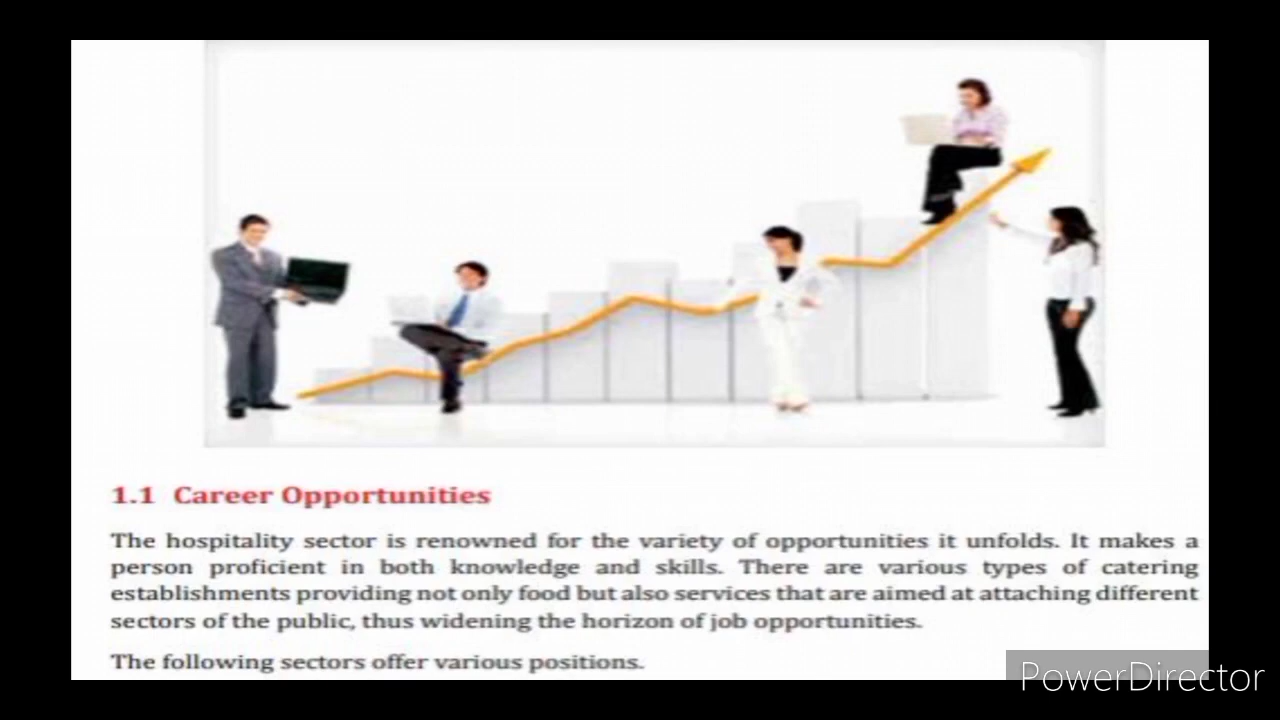 1.1 Career Opportunities
The hospitality sector is renowned for the variety of opportunities it unfolds. It makes a
person proficient in both knowledge and skills. There are various types of catering
establishments providing not only food but also services that are aimed at attaching different
sectors of the public, thus widening the horizon of job opportunities.
The following sectors offer various positions.
PowerDirector